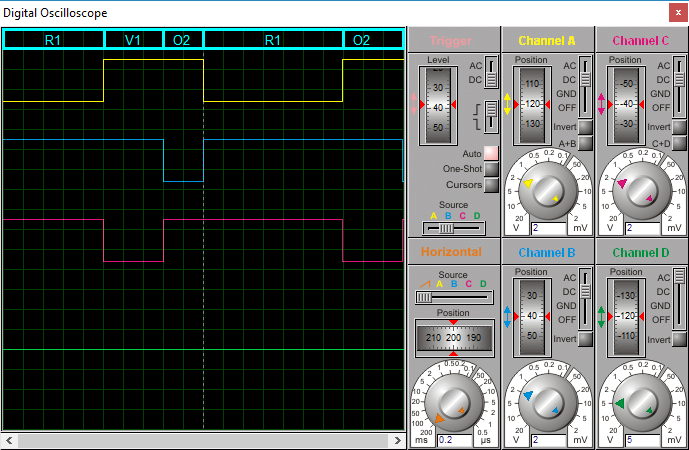 Digital Oscilloscope
x
R1 V1 O2 R1 O2
Trigger
Level
30
40
50
Auto
One-Shot
Cursors
Source
A B C D
Channel A
Position
110
120
130
AC
DC
GND
OFF
Invert
A+B
20 10 5 2 1 0.5 0.2 0.1 50 20 10 5 2
V 2 mV
Channel C
Position
-50
-40
-30
AC
DC
GND
OFF
Invert
C+D
20 10 5 2 1 0.5 0.2 0.1 50 20 10 5 2
V 2 mV
Horizontal
Source
A B C D
Position
210 200 190
200 100 50 20 10 5 2 1 0.5 0.2 0.1 50 20 10 5 2 1 0.5
ms 0.2 µs
Channel B
Position
30
40
50
AC
DC
GND
OFF
Invert
20 10 5 2 1 0.5 0.2 0.1 50 20 10 5 2
V 2 mV
Channel D
Position
-130
-120
-110
AC
DC
GND
OFF
Invert
20 10 5 2 1 0.5 0.2 0.1 50 20 10 5 2
V 5 mV